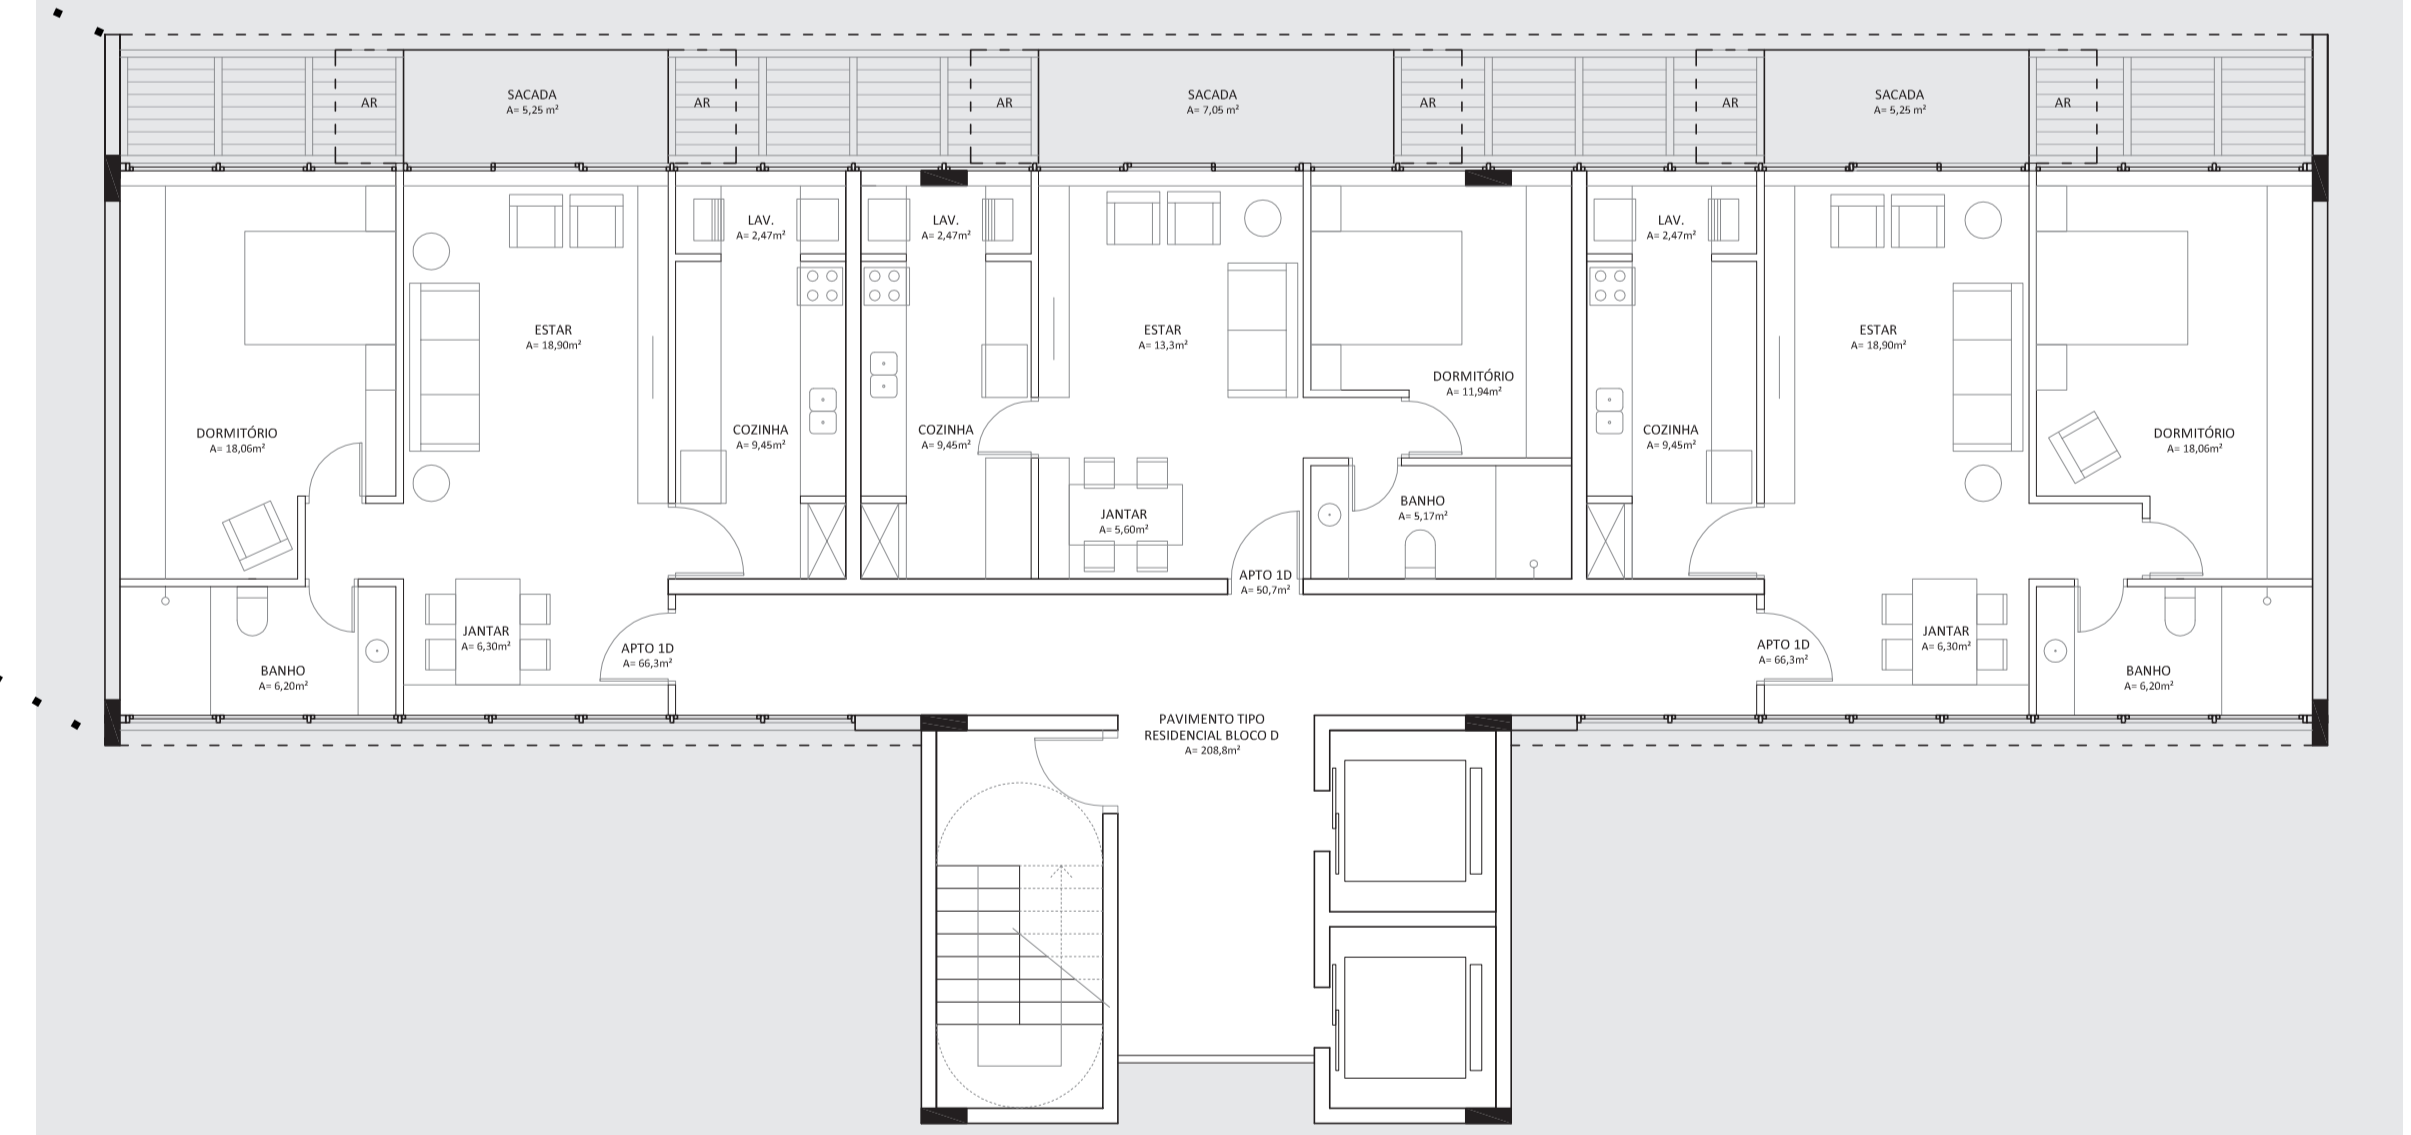 AR
SACADA
A= 5,25 m²
AR
AR
SACADA
A= 7,05 m²
AR
AR
SACADA
A= 5,25 m²
AR
LAV.
A= 2,47m²
LAV.
A= 2,47m²
LAV.
A= 2,47m²
ESTAR
A= 18,90m²
ESTAR
A= 13,3m²
ESTAR
A= 18,90m²
DORMITÓRIO
A= 11,94m²
DORMITÓRIO
A= 18,06m²
COZINHA
A= 9,45m²
COZINHA
A= 9,45m²
COZINHA
A= 9,45m²
DORMITÓRIO
A= 18,06m²
JANTAR
A= 5,60m²
BANHO
A= 5,17m²
APTO 1D
A= 50,7m²
JANTAR
A= 6,30m²
APTO 1D
A= 66,3m²
APTO 1D
A= 66,3m²
JANTAR
A= 6,30m²
BANHO
A= 6,20m²
BANHO
A= 6,20m²
PAVIMENTO TIPO
RESIDENCIAL BLOCO D
A= 208,8m²